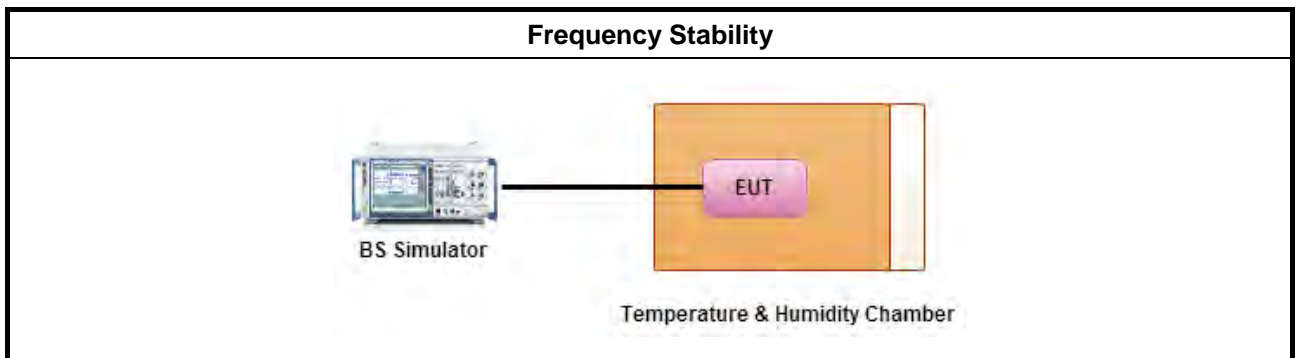 Frequency Stability
EUT
BS Simulator
Temperature & Humidity Chamber